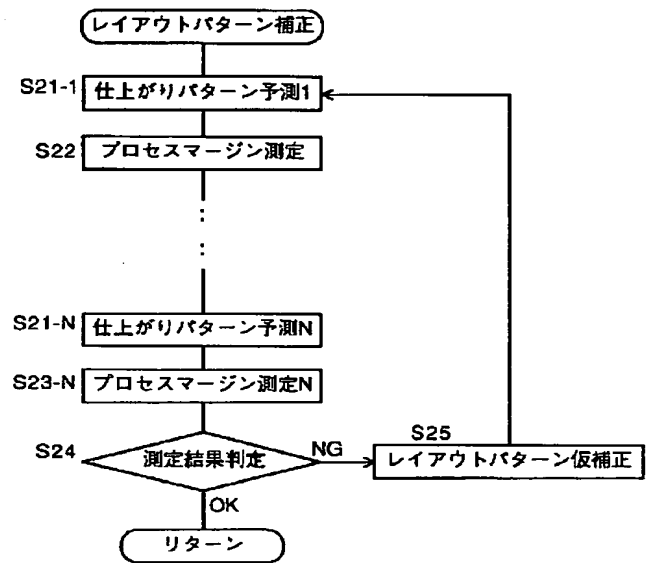 レイアウトパターン補正
S21-1
仕上がりパターン予測1
S22
プロセスマージン測定
S21-N
仕上がりパターン予測N
S23-N
プロセスマージン測定N
S24
測定結果判定
NG
S25
レイアウトパターン仮補正
OK
リターン